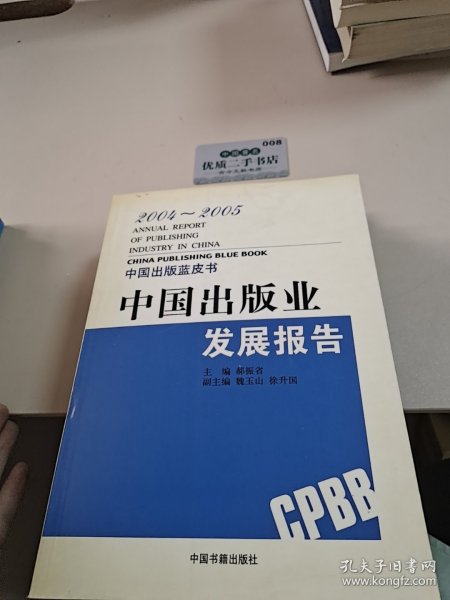 008
中国書店
优质二手书店
2004～2005
ANNUAL REPORT
OF PUBLISHING
INDUSTRY IN CHINA
CHINA PUBLISHING BLUE BOOK
中国出版蓝皮书
中国出版业
发展报告
主 编 郝振省
副主编 魏玉山 徐升国
CPBB
中国书籍出版社
孔夫子旧书网
www.kongfz.com